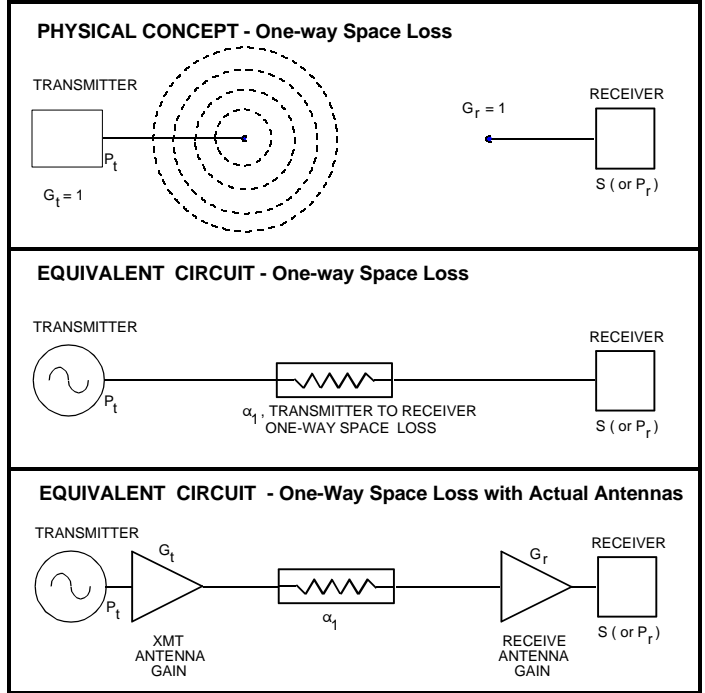 PHYSICAL CONCEPT - One-way Space Loss
TRANSMITTER
RECEIVER
Gr = 1
Pt
Gt = 1
S ( or Pr )
EQUIVALENT CIRCUIT - One-way Space Loss
TRANSMITTER
RECEIVER
Pt
α1, TRANSMITTER TO RECEIVER
ONE-WAY SPACE LOSS
S ( or Pr )
EQUIVALENT CIRCUIT - One-Way Space Loss with Actual Antennas
TRANSMITTER
RECEIVER
Gt
Gr
Pt
α1
XMT
ANTENNA
GAIN
RECEIVE
ANTENNA
GAIN
S ( or Pr )